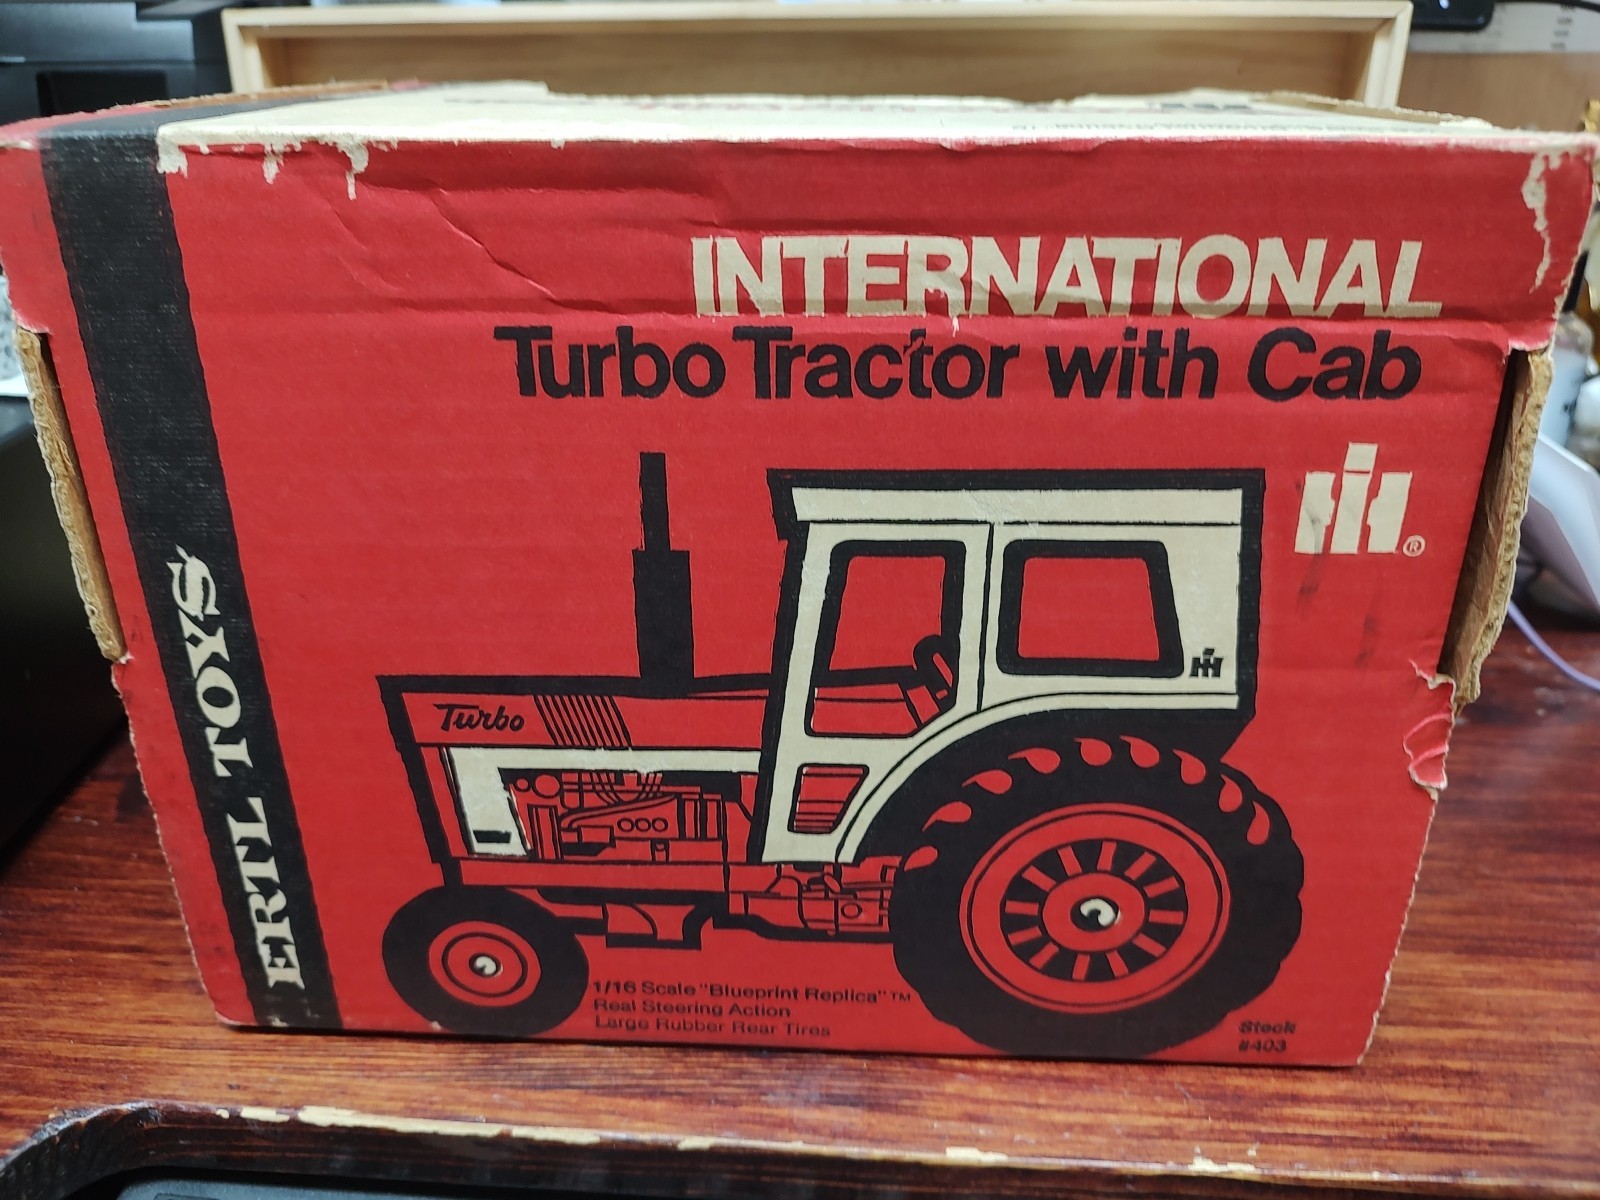 INTERNATIONAL
Turbo Tractor with Cab
IH
®
IH
Turbo
ERTL TOYS
1/16 Scale "Blueprint Replica"™
Real Steering Action
Large Rubber Rear Tires
Stock
#403